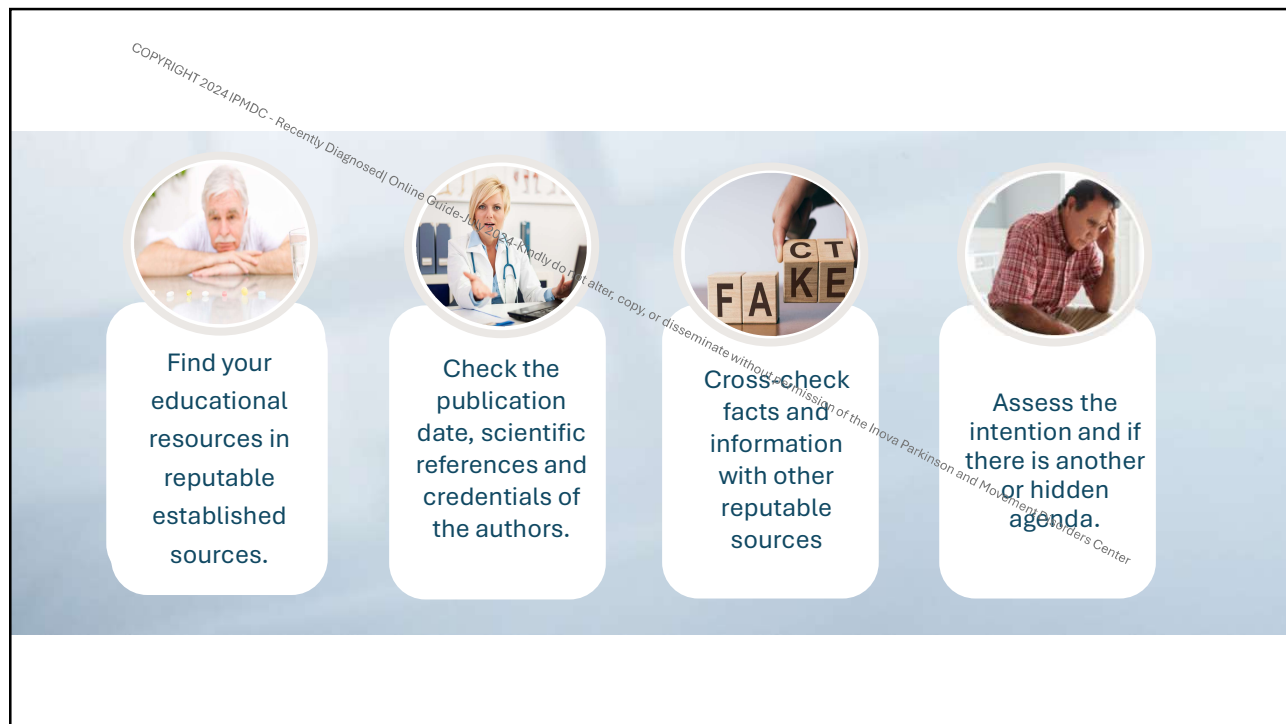 COPYRIGHT 2024 IPMDC - Recently Diagnosed| Online Guide-July 2024-Kindly do not alter, copy, or disseminate without permission of the Inova Parkinson and Movement Disorders Center
Find your
educational
resources in
reputable
established
sources.
Check the
publication
date, scientific
references and
credentials of
the authors.
C T
F A K E
Cross-check
facts and
information
with other
reputable
sources
Assess the
intention and if
there is another
or hidden
agenda.